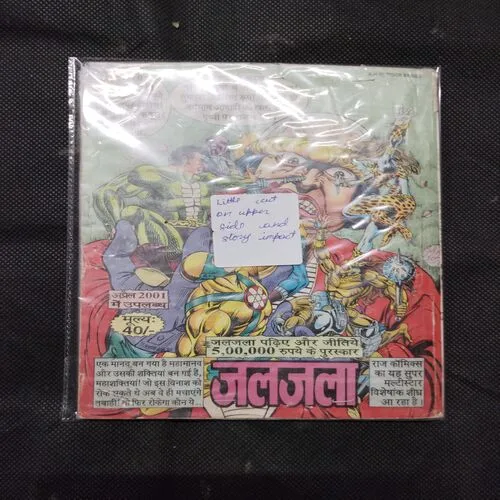 Little cut
on upper
side and
story impact
अप्रैल 2001
में उपलब्ध
मूल्य:
40/-
जलजला पढ़िए और जीतिये
5,00,000 रुपये के पुरस्कार
एक मानव बन गया है महामानव
और उसकी शक्तियां बन गई हैं,
महाशक्तियां! जो इस विनाश को
रोक सकते थे अब वे ही मचाएंगे
तबाही! तो फिर रोकेगा कौन ये...
जलजला
राज कॉमिक्स
का यह सुपर
मल्टीस्टार
विशेषांक शीघ्र
आ रहा है।